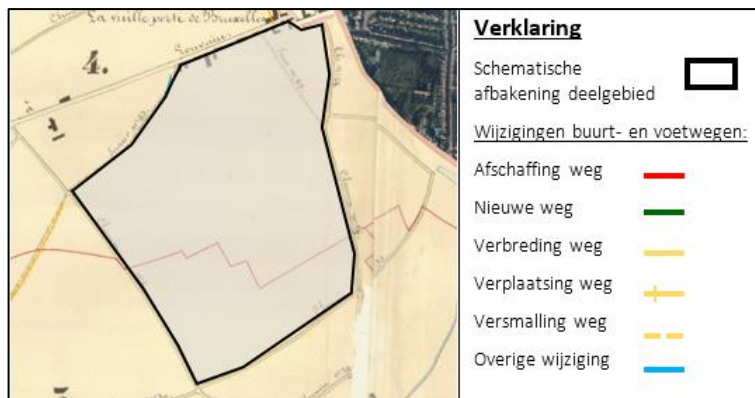 La vieille porte de Bruxelles
Louvain
4.
Verklaring
Schematische
afbakening deelgebied
Wijzigingen buurt- en voetwegen:
Afschaffing weg
Nieuwe weg
Verbreding weg
Verplaatsing weg
Versmalling weg
Overige wijziging